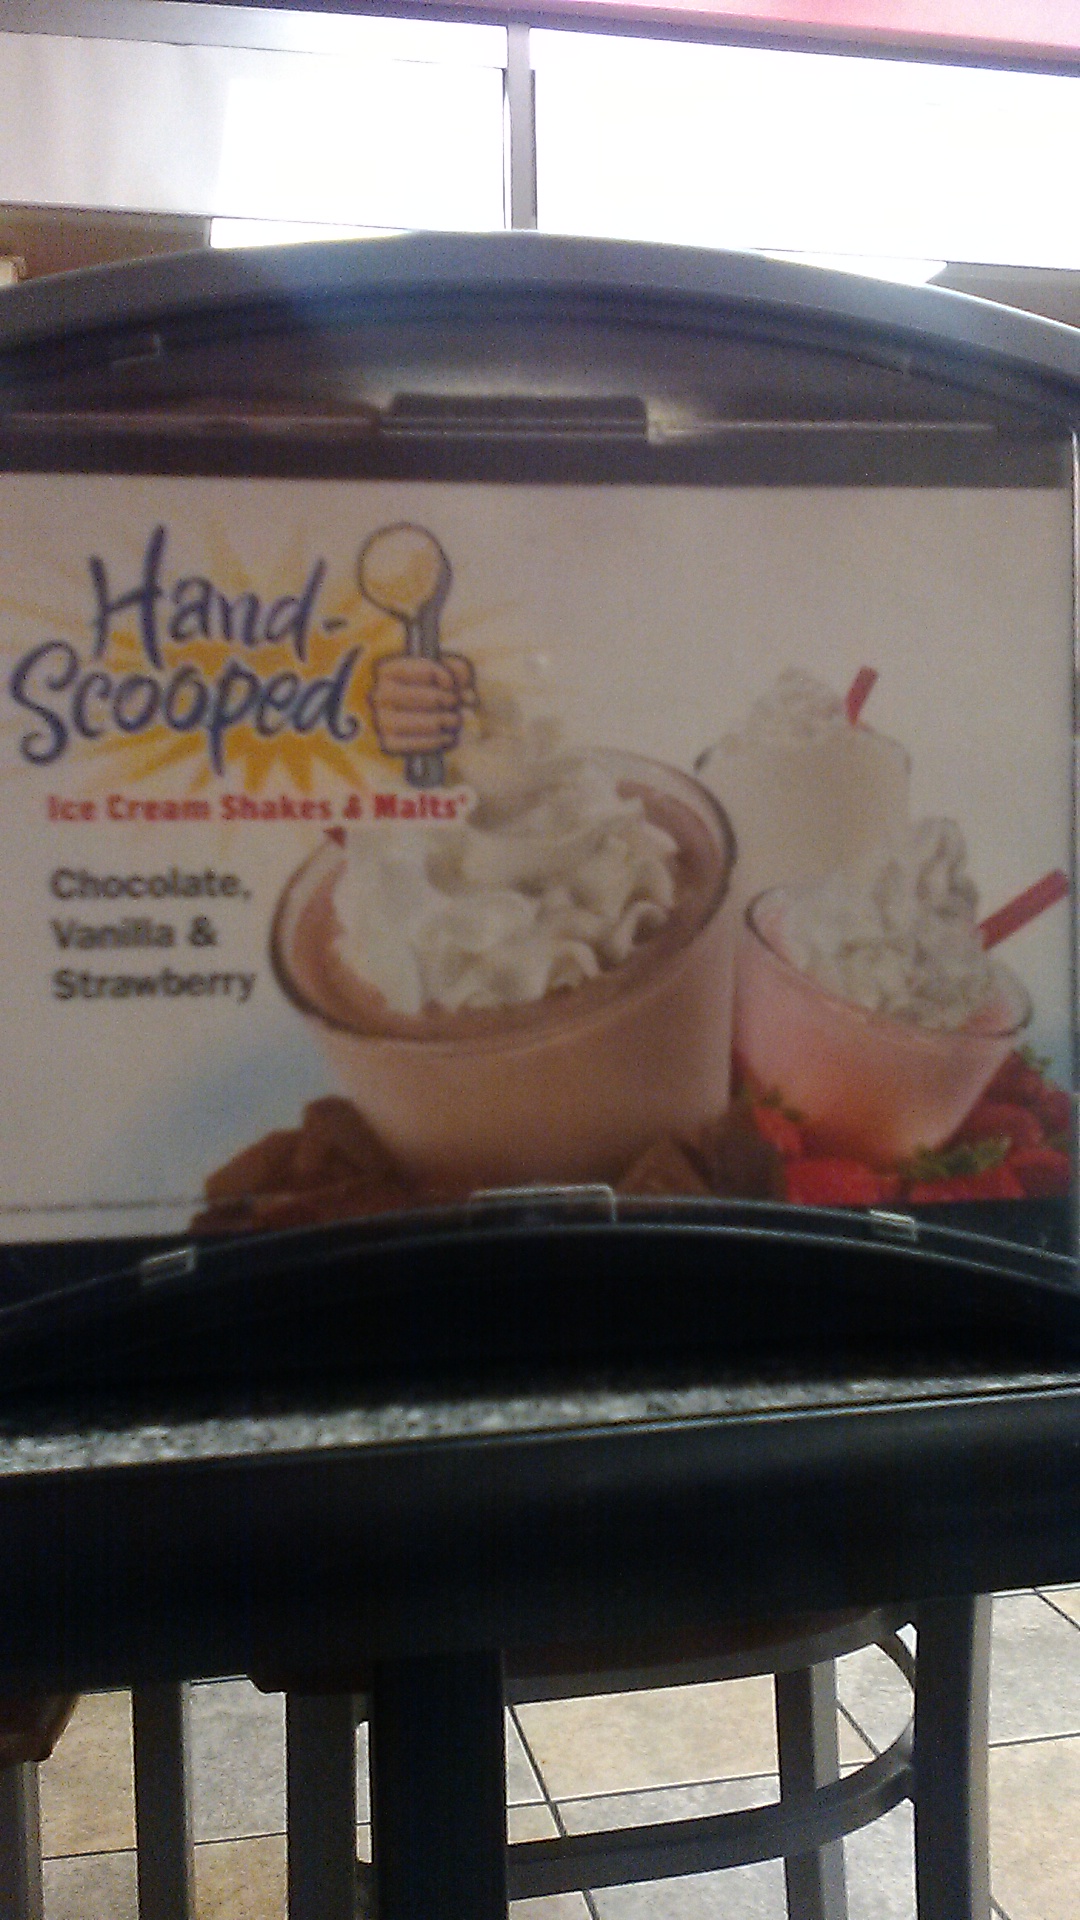 Hand-
Scooped
Ice Cream Shakes & Malts
Chocolate,
Vanilla &
Strawberry